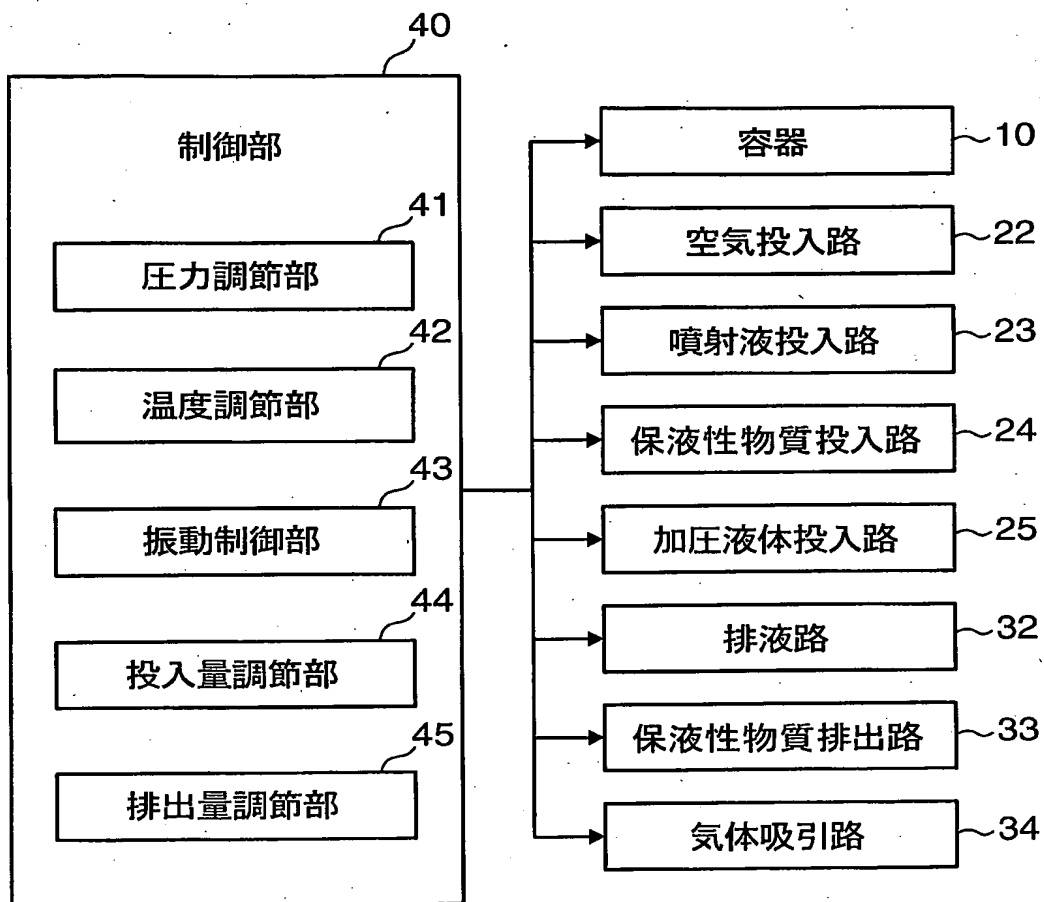 40
制御部
41
圧力調節部
42
温度調節部
43
振動制御部
44
投入量調節部
45
排出量調節部
容器
10
空気投入路
22
噴射液投入路
23
保液性物質投入路
24
加圧液体投入路
25
排液路
32
保液性物質排出路
33
気体吸引路
34